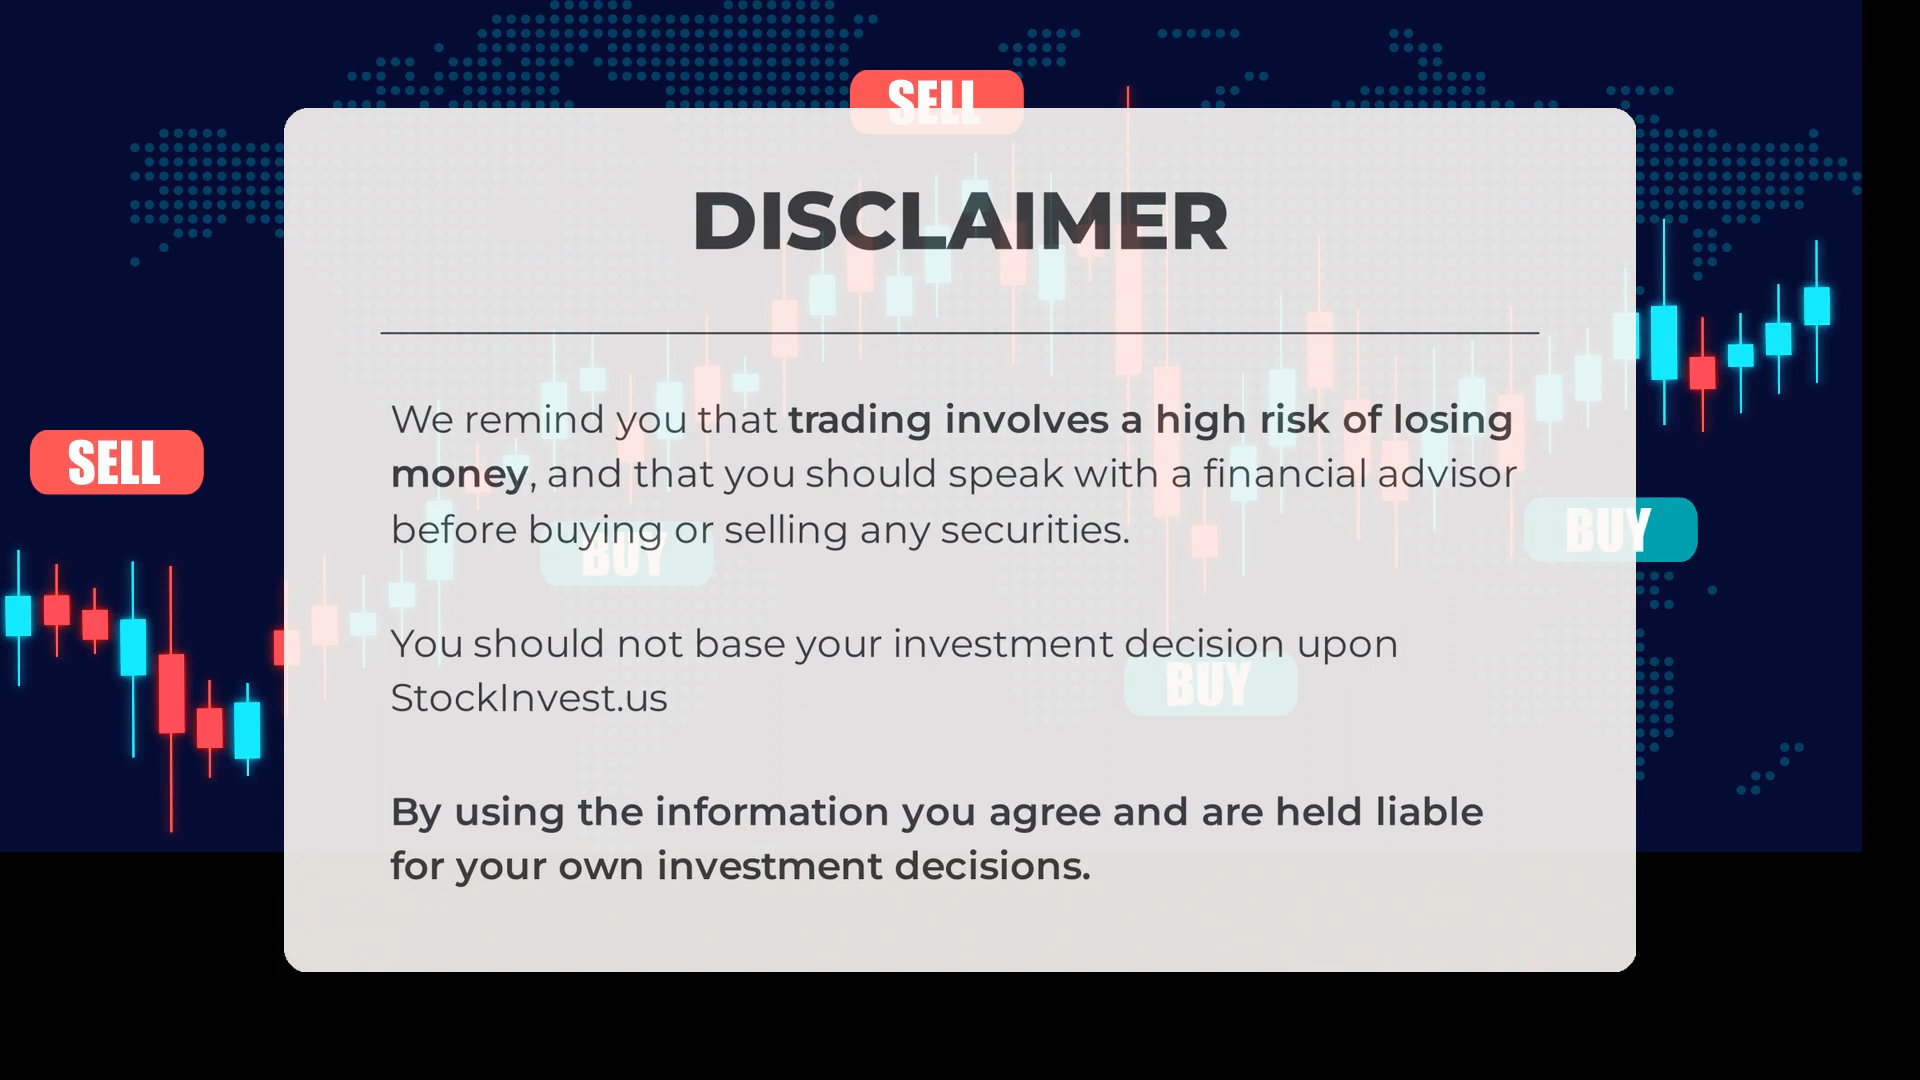 SELL
DISCLAIMER
We remind you that trading involves a high risk of losing
money, and that you should speak with a financial advisor
before buying or selling any securities.
SELL
BUY
BUY
You should not base your investment decision upon
StockInvest.us
BUY
By using the information you agree and are held liable
for your own investment decisions.